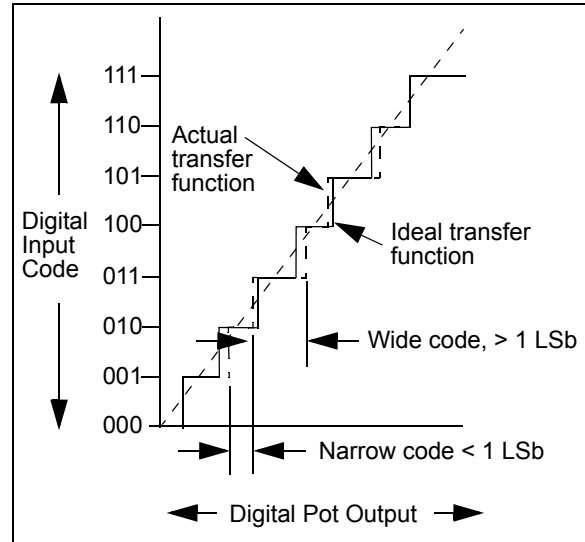 111
110
101
100
011
010
001
000
Digital
Input
Code
Actual
transfer
function
Ideal transfer
function
Wide code, > 1 LSb
Narrow code < 1 LSb
Digital Pot Output